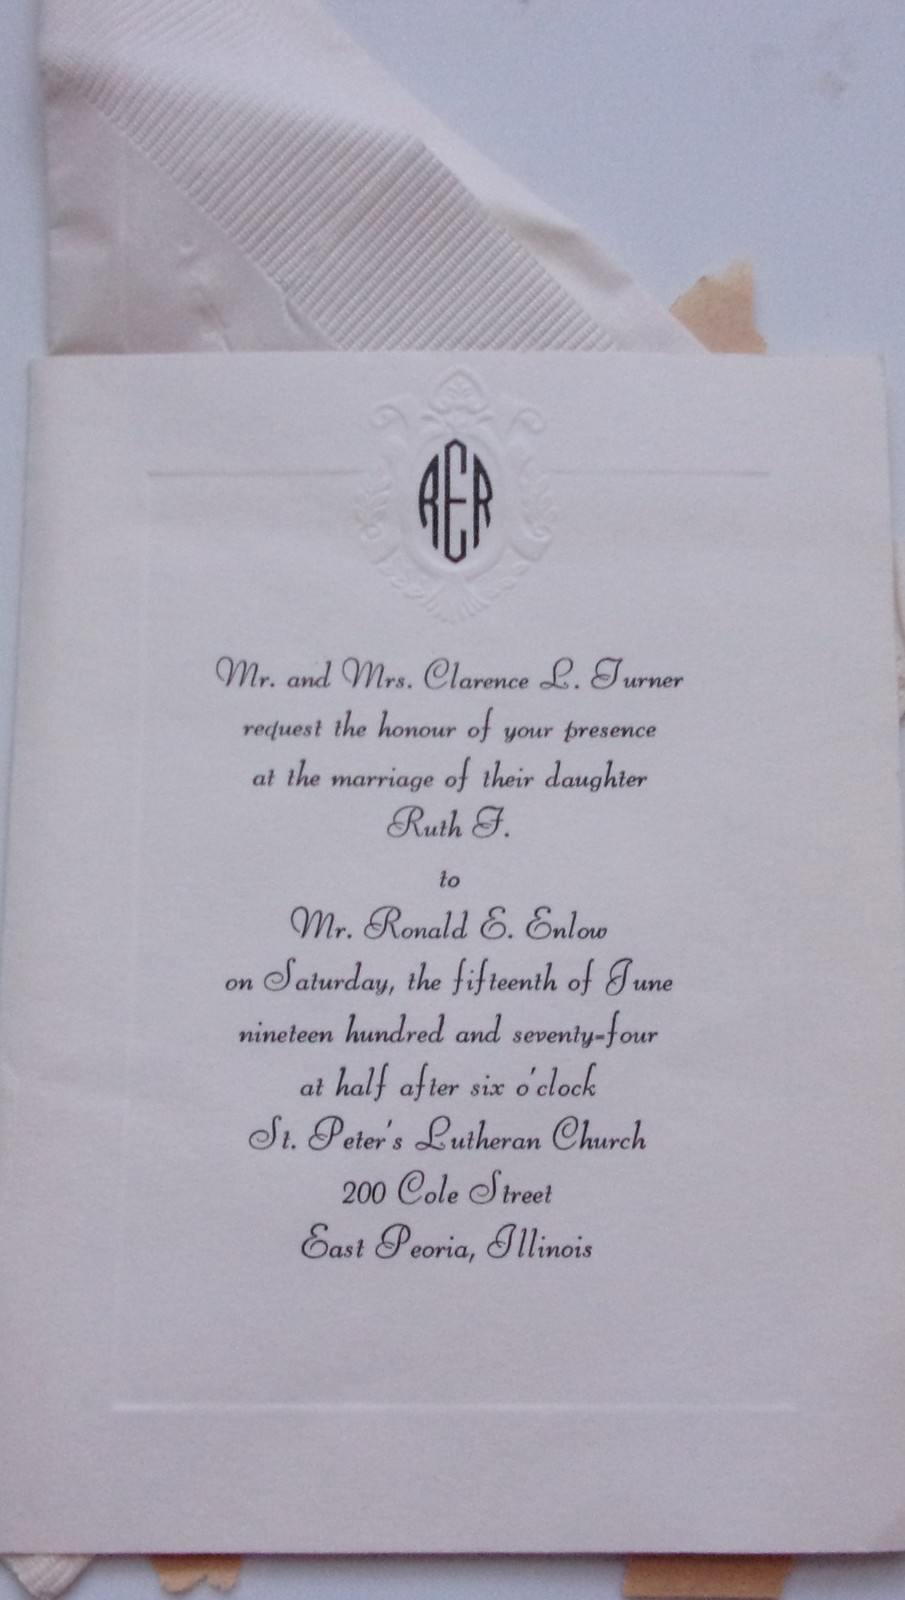 RER
Mr. and Mrs. Clarence L. Turner
request the honour of your presence
at the marriage of their daughter
Ruth F.
to
Mr. Ronald E. Enlow
on Saturday, the fifteenth of June
nineteen hundred and seventy-four
at half after six o'clock
St. Peter's Lutheran Church
200 Cole Street
East Peoria, Illinois